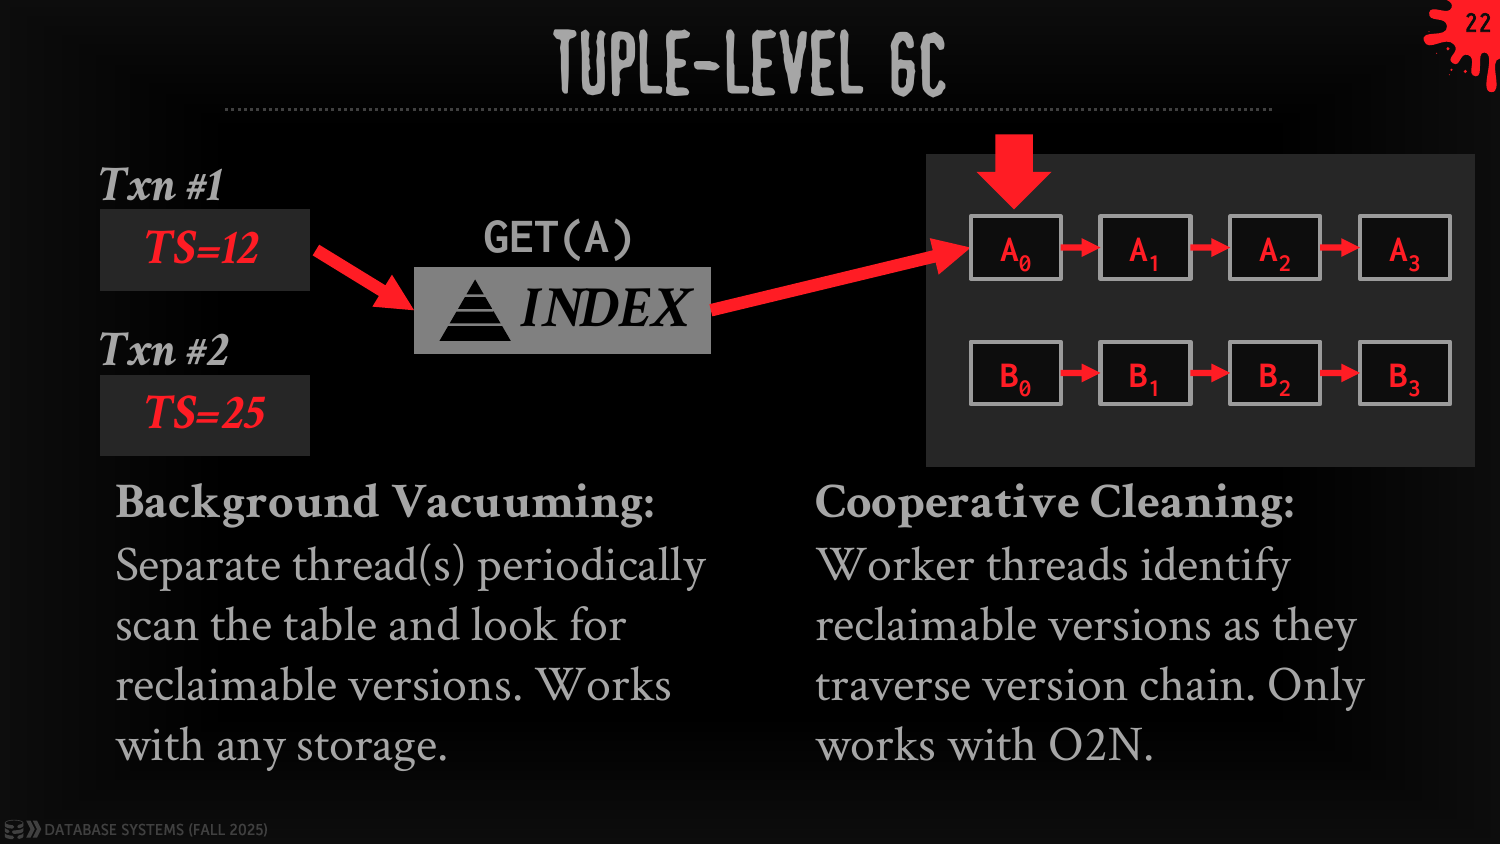 22
TUPLE-LEVEL GC
Txn #1
TS=12
GET(A)
INDEX
A0 A1 A2 A3
Txn #2
TS=25
B0 B1 B2 B3
Background Vacuuming:
Separate thread(s) periodically
scan the table and look for
reclaimable versions. Works
with any storage.
Cooperative Cleaning:
Worker threads identify
reclaimable versions as they
traverse version chain. Only
works with O2N.
DATABASE SYSTEMS (FALL 2025)